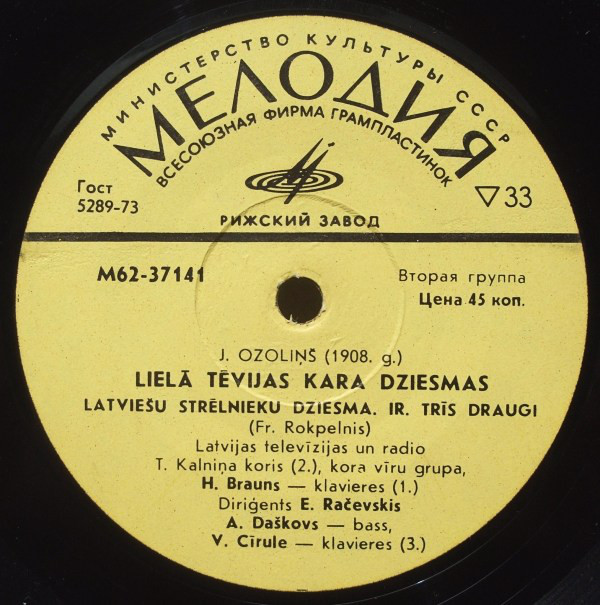 МИНИСТЕРСТВО КУЛЬТУРЫ СССР
МЕЛОДИЯ
ВСЕСОЮЗНАЯ ФИРМА ГРАМПЛАСТИНОК
Гост
5289-73
33
РИЖСКИЙ ЗАВОД
М62-37141
Вторая группа
Цена 45 коп.
J. OZOLIŅŠ (1908. g.)
LIELĀ TĒVIJAS KARA DZIESMAS
LATVIEŠU STRĒLNIEKU DZIESMA. IR. TRĪS DRAUGI
(Fr. Rokpelnis)
Latvijas televīzijas un radio
T. Kalniņa koris (2.), kora vīru grupa,
H. Brauns — klavieres (1.)
Diriģents E. Račevskis
A. Daškovs — bass,
V. Cīrule — klavieres (3.)